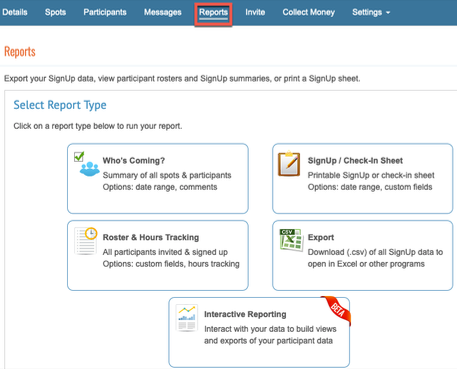 Details Spots Participants Messages Reports Invite Collect Money Settings
Reports
Export your SignUp data, view participant rosters and SignUp summaries, or print a SignUp sheet.
Select Report Type
Click on a report type below to run your report.
Who's Coming?
Summary of all spots & participants
Options: date range, comments
SignUp / Check-In Sheet
Printable SignUp or check-in sheet
Options: date range, custom fields
Roster & Hours Tracking
All participants invited & signed up
Options: custom fields, hours tracking
CSV
Export
Download (.csv) of all SignUp data to
open in Excel or other programs
Interactive Reporting
BETA
Interact with your data to build views
and exports of your participant data